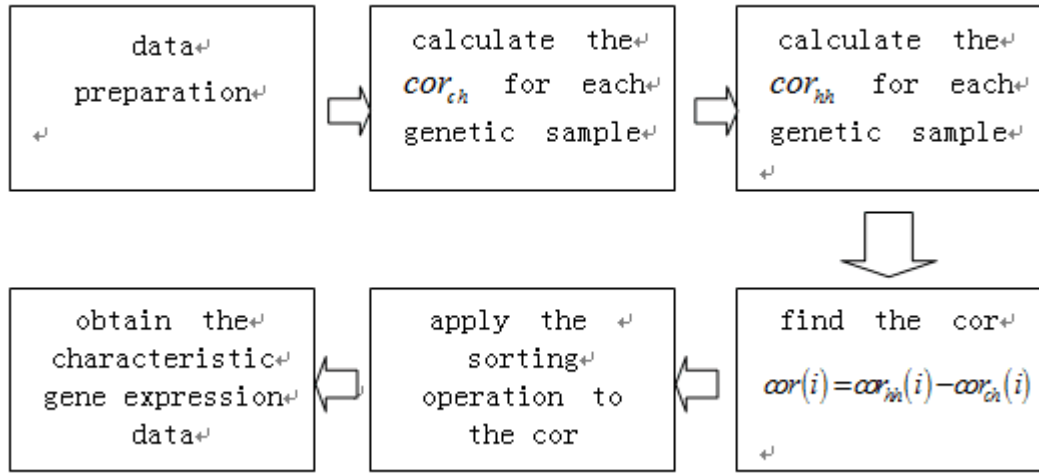 data
preparation
calculate the
cor_ch for each
genetic sample
calculate the
cor_hh for each
genetic sample
find the cor
cor(i)=cor_hh(i)−cor_ch(i)
apply the
sorting
operation to
the cor
obtain the
characteristic
gene expression
data